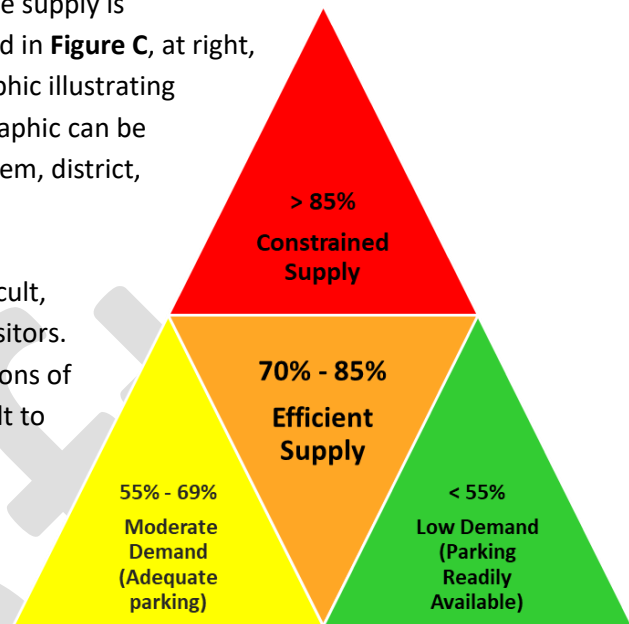 e supply is
d in Figure C, at right,
phic illustrating
aphic can be
em, district,
cult,
sitors.
ons of
lt to
> 85%
Constrained
Supply
70% - 85%
Efficient
Supply
55% - 69%
Moderate
Demand
(Adequate
parking)
< 55%
Low Demand
(Parking
Readily
Available)